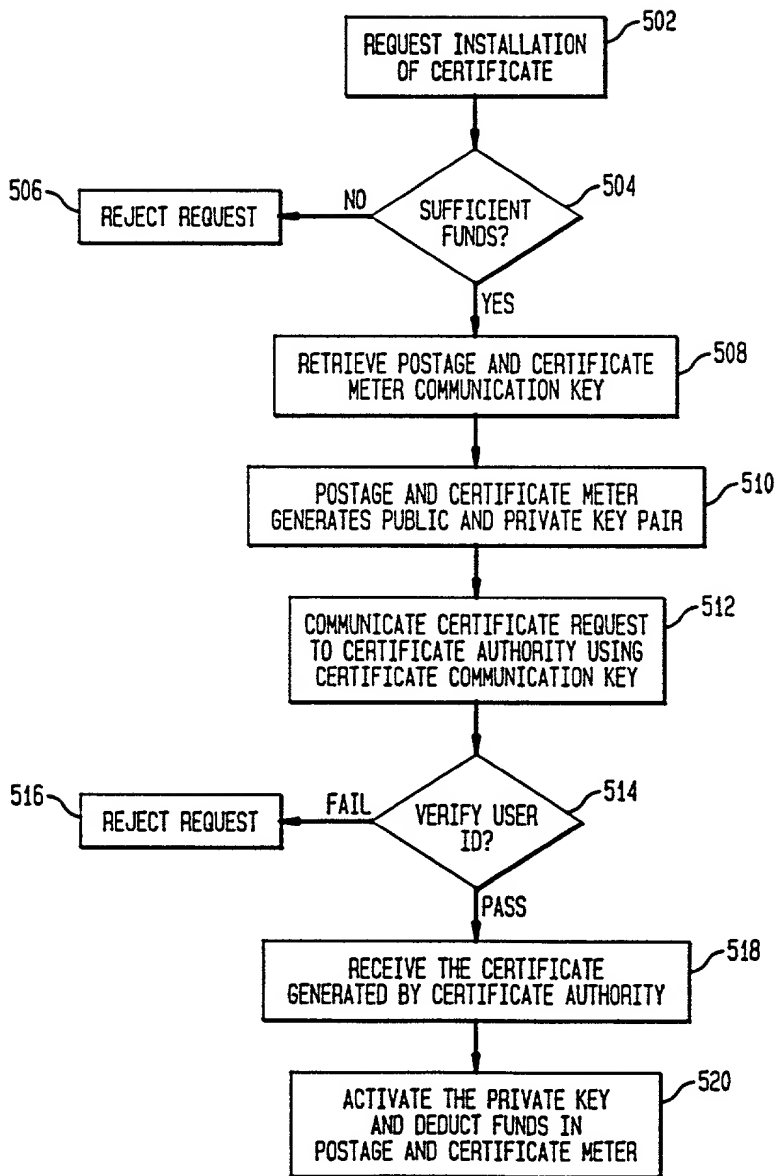 502
REQUEST INSTALLATION
OF CERTIFICATE
504
SUFFICIENT
FUNDS?
NO
506
REJECT REQUEST
YES
508
RETRIEVE POSTAGE AND CERTIFICATE
METER COMMUNICATION KEY
510
POSTAGE AND CERTIFICATE METER
GENERATES PUBLIC AND PRIVATE KEY PAIR
512
COMMUNICATE CERTIFICATE REQUEST
TO CERTIFICATE AUTHORITY USING
CERTIFICATE COMMUNICATION KEY
514
VERIFY USER
ID?
FAIL
516
REJECT REQUEST
PASS
518
RECEIVE THE CERTIFICATE
GENERATED BY CERTIFICATE AUTHORITY
520
ACTIVATE THE PRIVATE KEY
AND DEDUCT FUNDS IN
POSTAGE AND CERTIFICATE METER